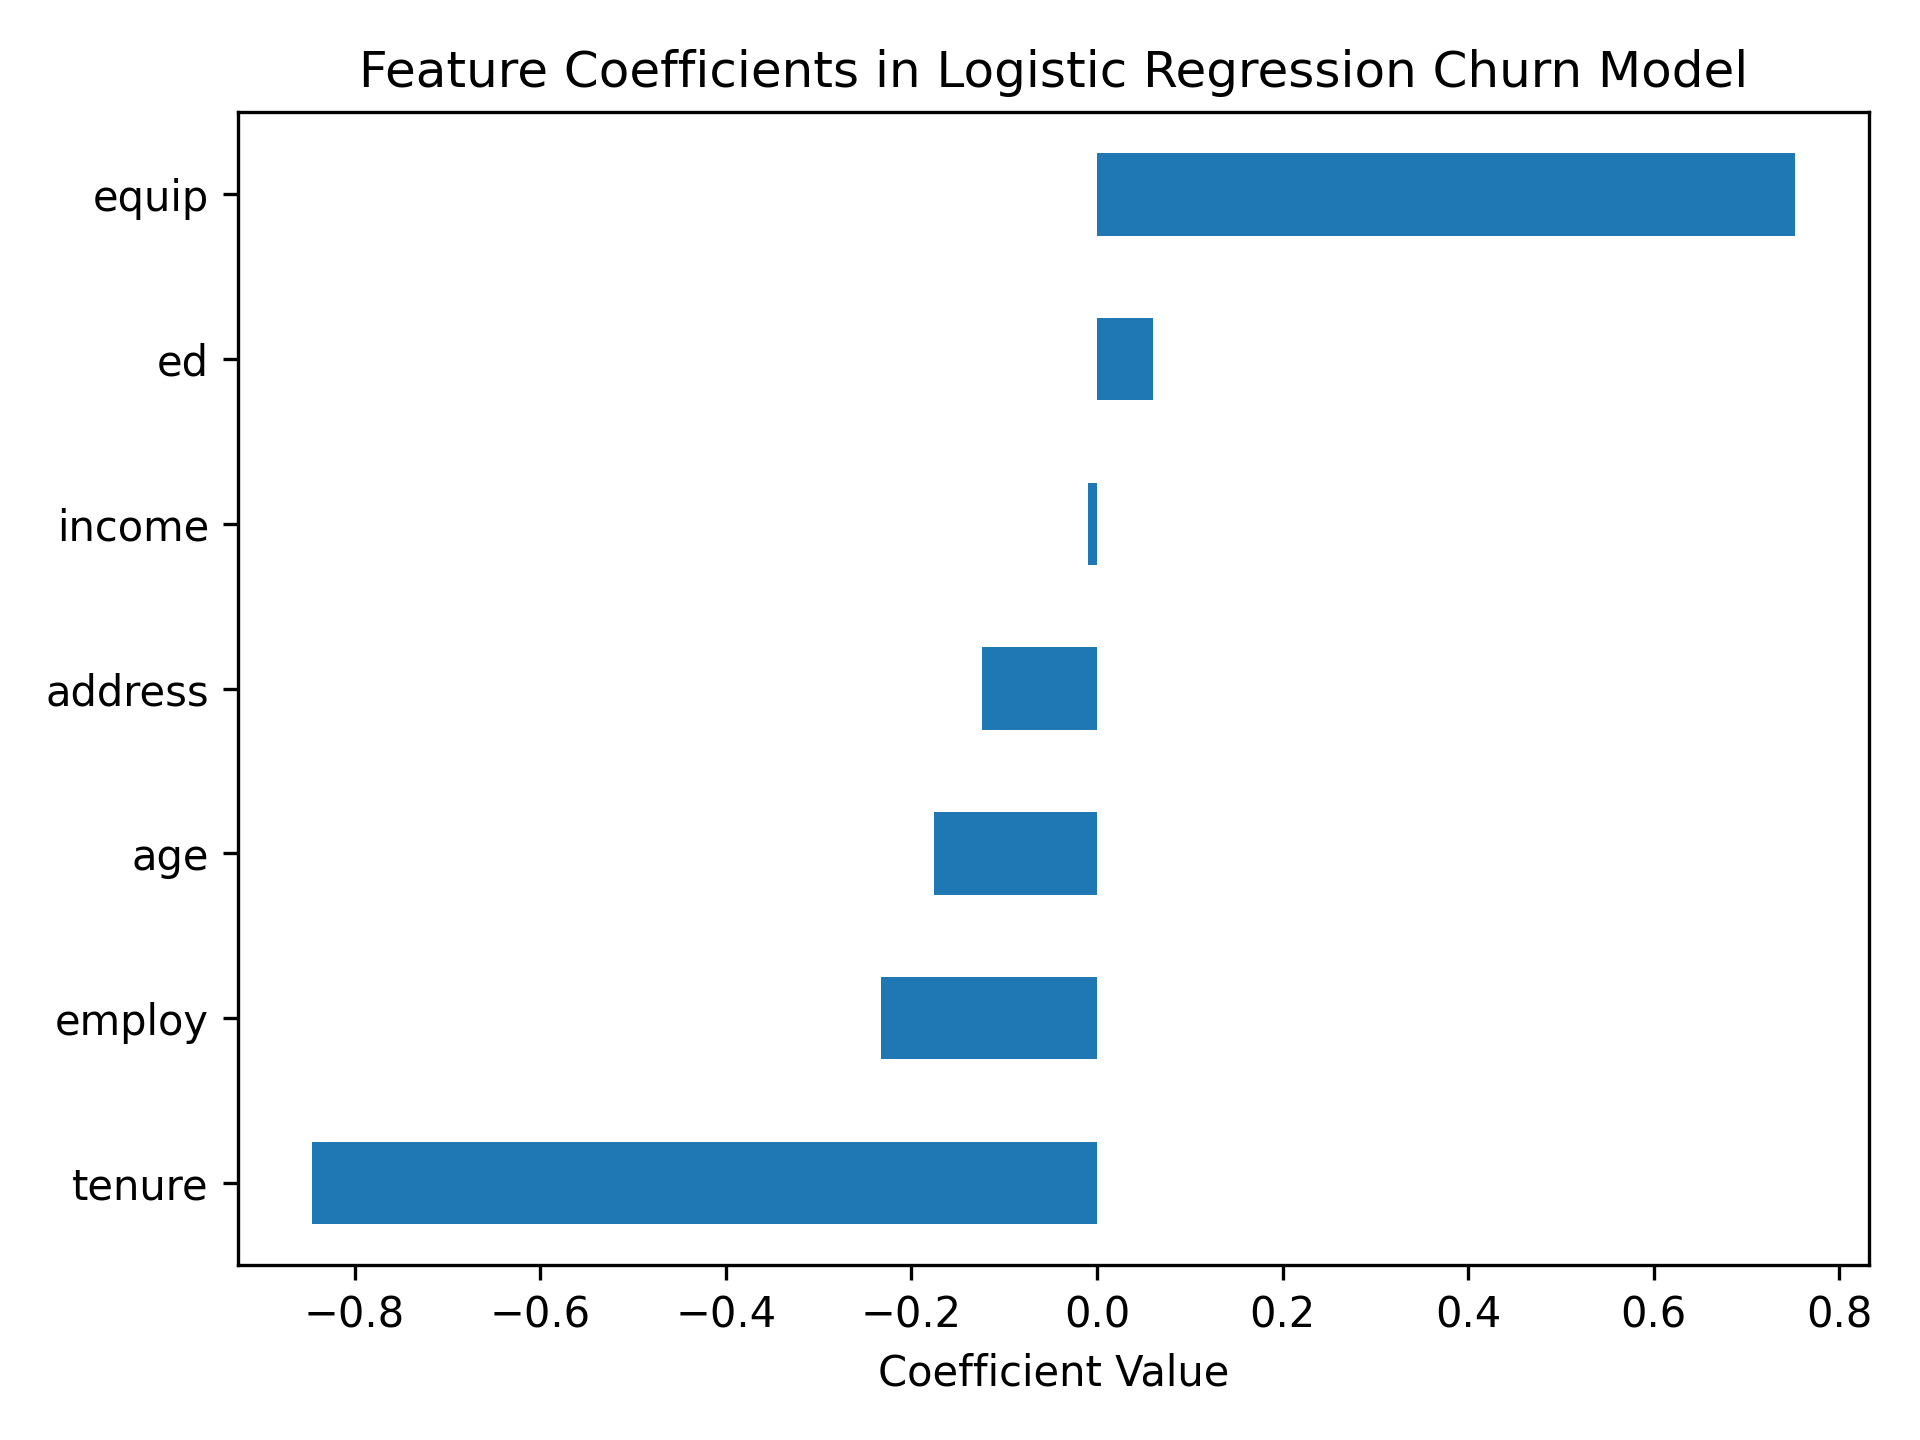 Feature Coefficients in Logistic Regression Churn Model
equip
ed
income
address
age
employ
tenure
−0.8 −0.6 −0.4 −0.2 0.0 0.2 0.4 0.6 0.8
Coefficient Value